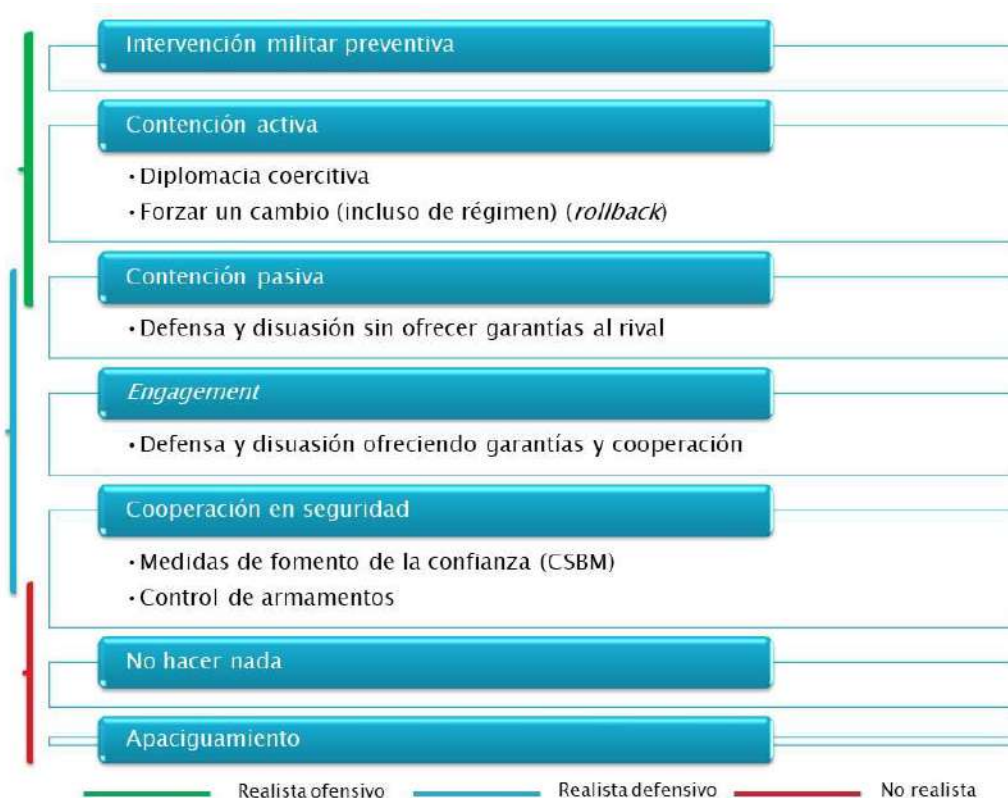 Intervención militar preventiva
Contención activa
• Diplomacia coercitiva
• Forzar un cambio (incluso de régimen) (rollback)
Contención pasiva
• Defensa y disuasión sin ofrecer garantías al rival
Engagement
• Defensa y disuasión ofreciendo garantías y cooperación
Cooperación en seguridad
• Medidas de fomento de la confianza (CSBM)
• Control de armamentos
No hacer nada
Apaciguamiento
Realista ofensivo Realista defensivo No realista